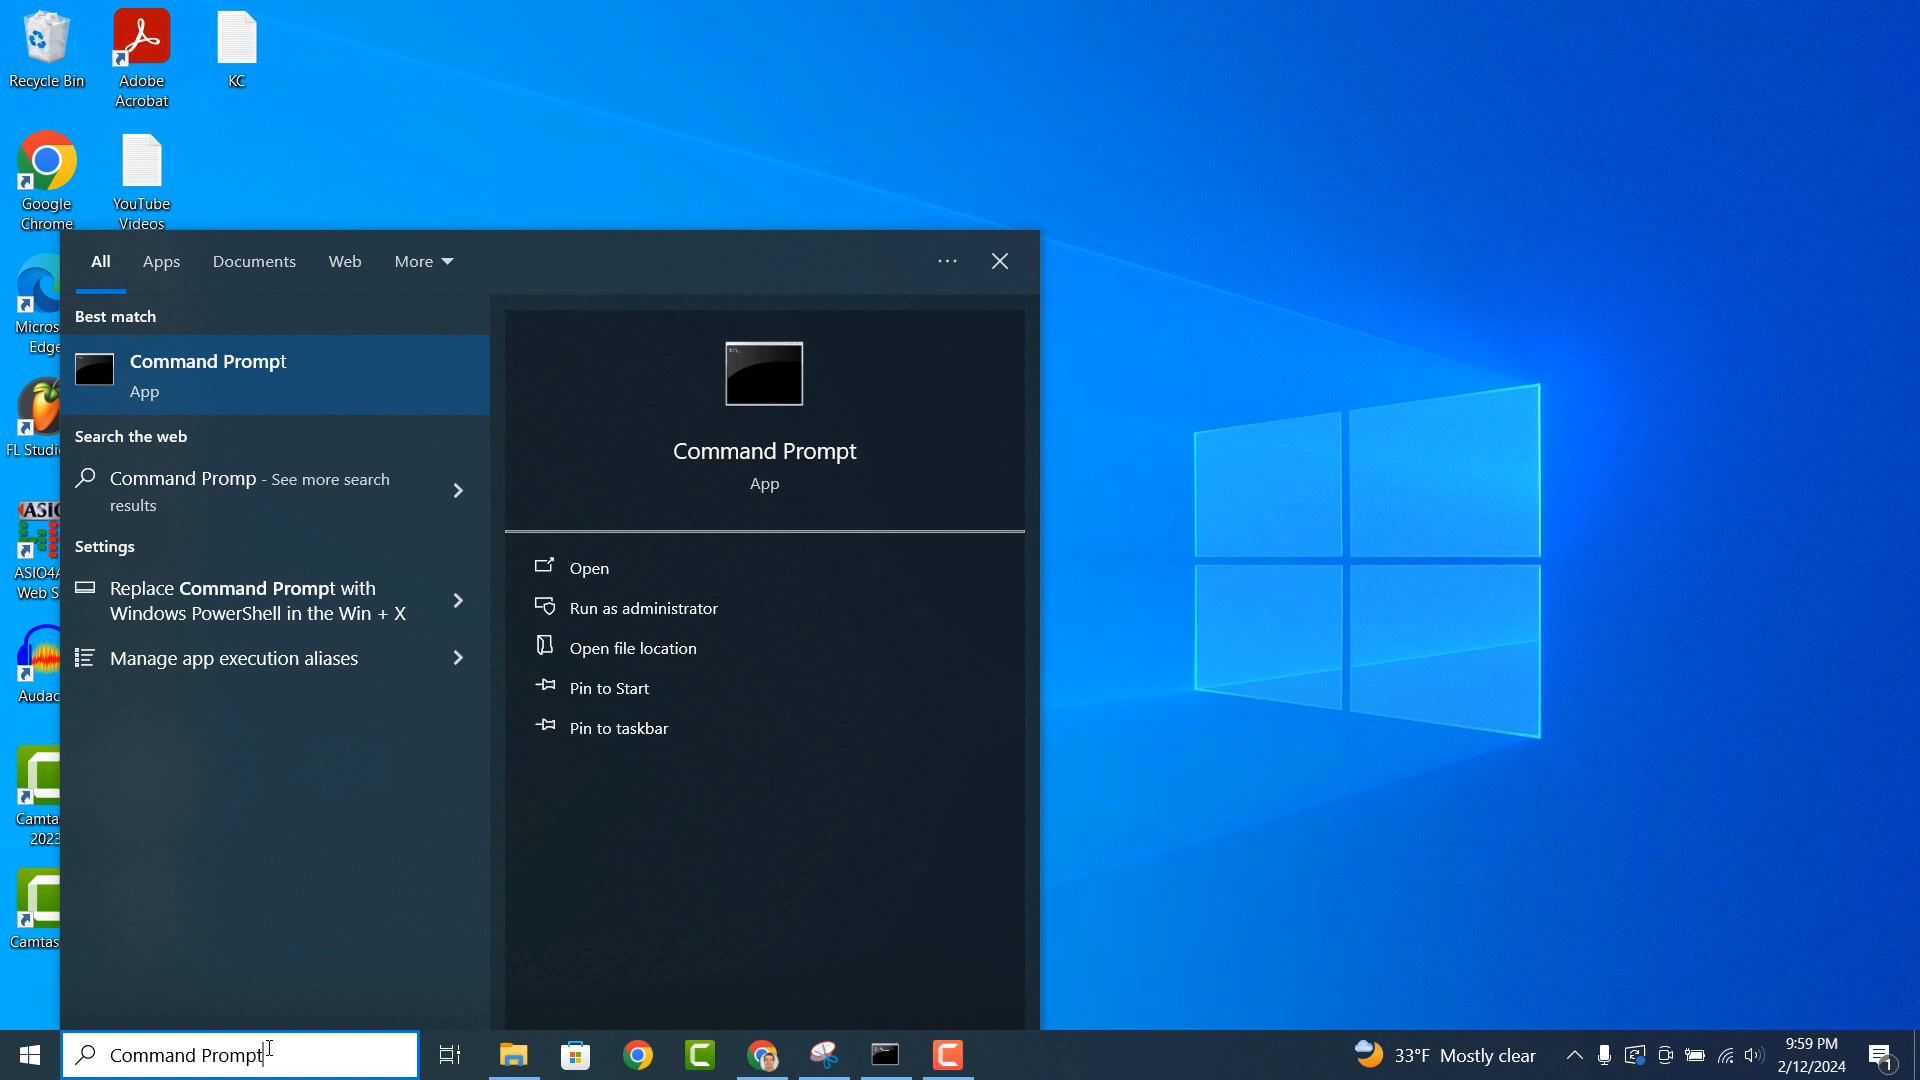 Recycle Bin
Adobe
Acrobat
KC
Google
Chrome
YouTube
Videos
Micros
Edge
FL Studi
ASIO4A
Web S
Audac
Camta
2023
Camtas
All
Apps
Documents
Web
More
Best match
Command Prompt
App
Search the web
Command Promp - See more search
results
Settings
Replace Command Prompt with
Windows PowerShell in the Win + X
Manage app execution aliases
Command Prompt
App
Open
Run as administrator
Open file location
Pin to Start
Pin to taskbar
Command Prompt
33°F Mostly clear
9:59 PM
2/12/2024
1